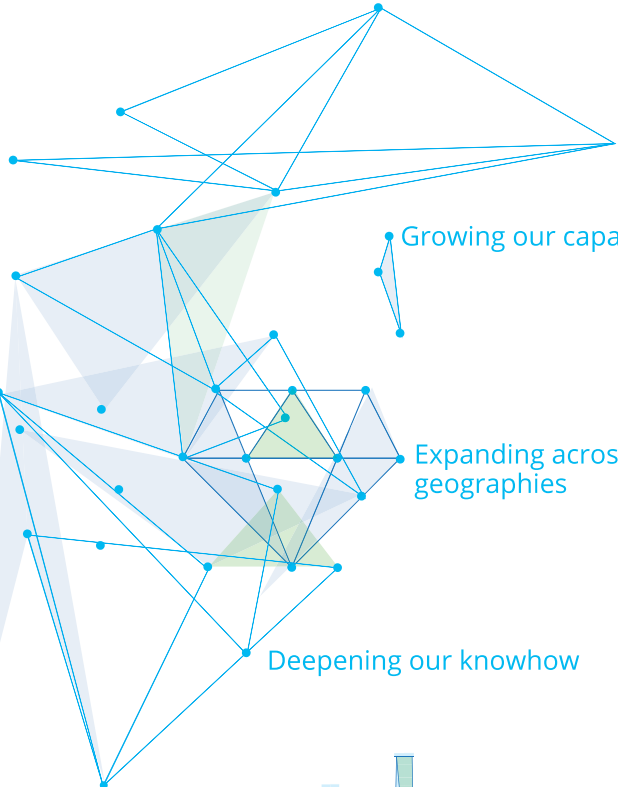 Growing our capa
Expanding acros
geographies
Deepening our knowhow